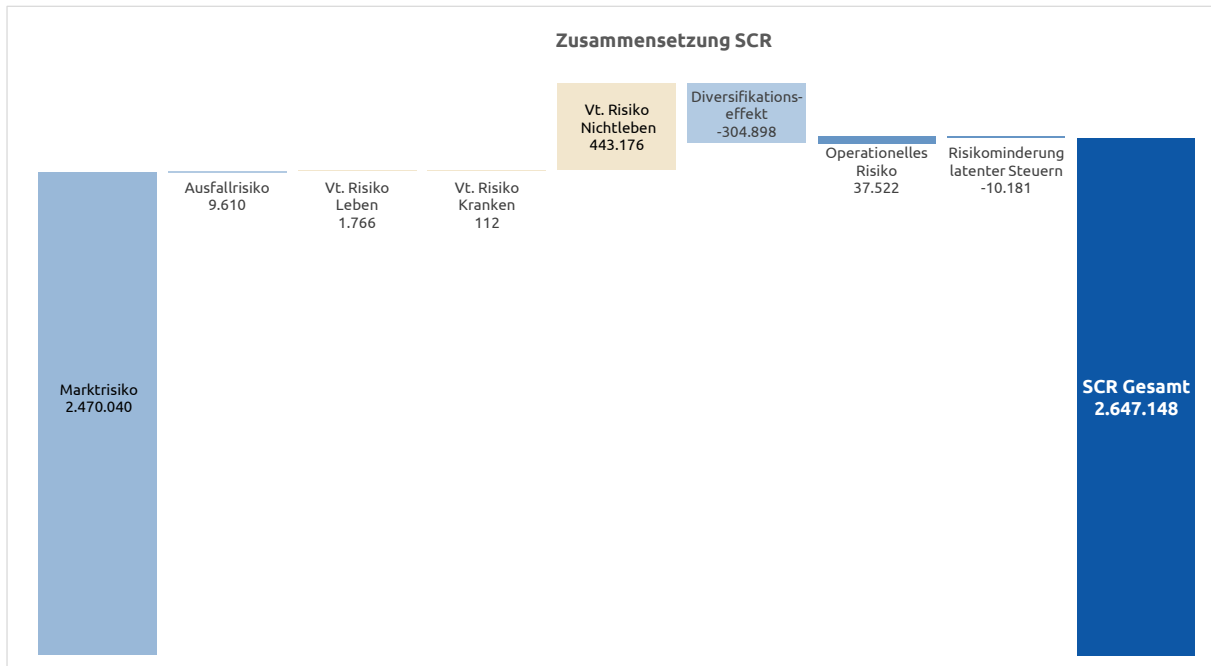 Zusammensetzung SCR
Marktrisiko
2.470.040
Ausfallrisiko
9.610
Vt. Risiko
Leben
1.766
Vt. Risiko
Kranken
112
Vt. Risiko
Nichtleben
443.176
Diversifikations-
effekt
-304.898
Operationelles
Risiko
37.522
Risikominderung
latenter Steuern
-10.181
SCR Gesamt
2.647.148